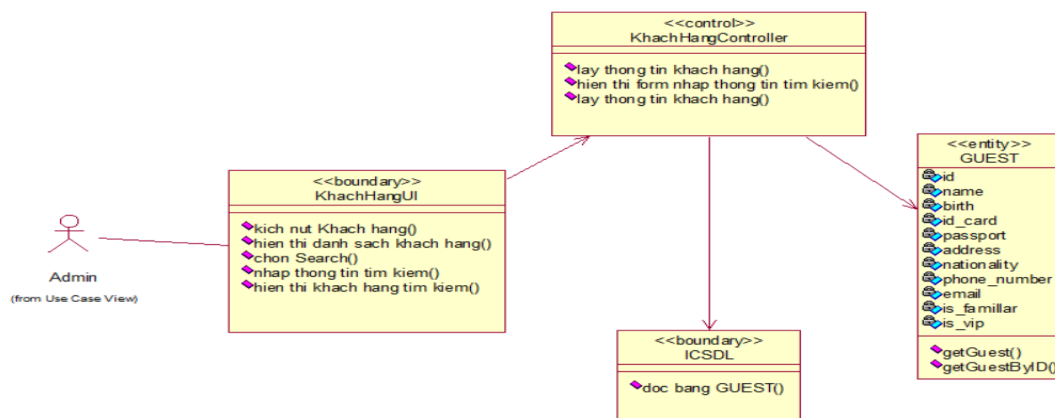 <<control>>
KhachHangController
lay thong tin khach hang()
hien thi form nhap thong tin tim kiem()
lay thong tin khach hang()
<<boundary>>
KhachHangUI
kich nut Khach hang()
hien thi danh sach khach hang()
chon Search()
nhap thong tin tim kiem()
hien thi khach hang tim kiem()
Admin
(from Use Case View)
<<entity>>
GUEST
id
name
birth
id_card
passport
address
nationality
phone_number
email
is_famillar
is_vip
getGuest()
getGuestByID()
<<boundary>>
ICSDL
doc bang GUEST()